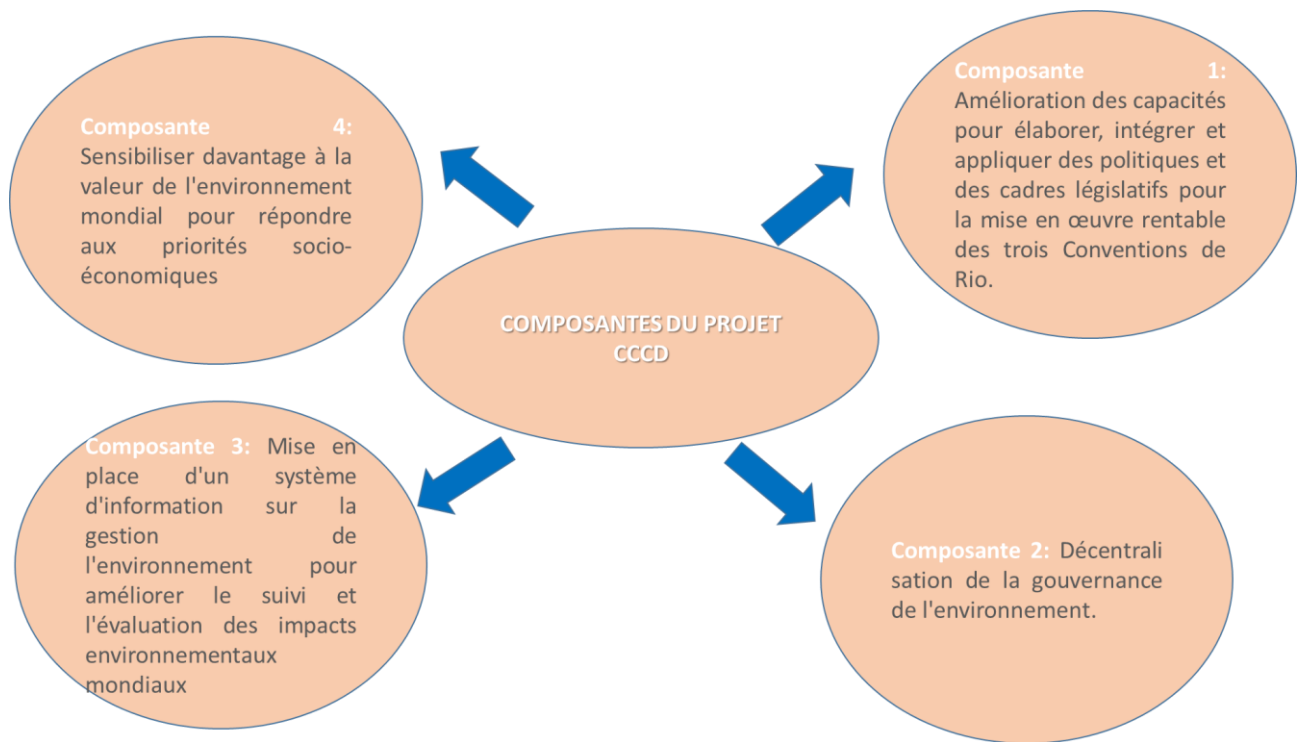 COMPOSANTES DU PROJET
CCCD
Composante 1:
Amélioration des capacités
pour élaborer, intégrer et
appliquer des politiques et
des cadres législatifs pour
la mise en œuvre rentable
des trois Conventions de
Rio.
Composante 2: Décentrali
sation de la gouvernance
de l'environnement.
Composante 3: Mise en
place d'un système
d'information sur la
gestion de
l'environnement pour
améliorer le suivi et
l'évaluation des impacts
environnementaux
mondiaux
Composante 4:
Sensibiliser davantage à la
valeur de l'environnement
mondial pour répondre
aux priorités socio-
économiques